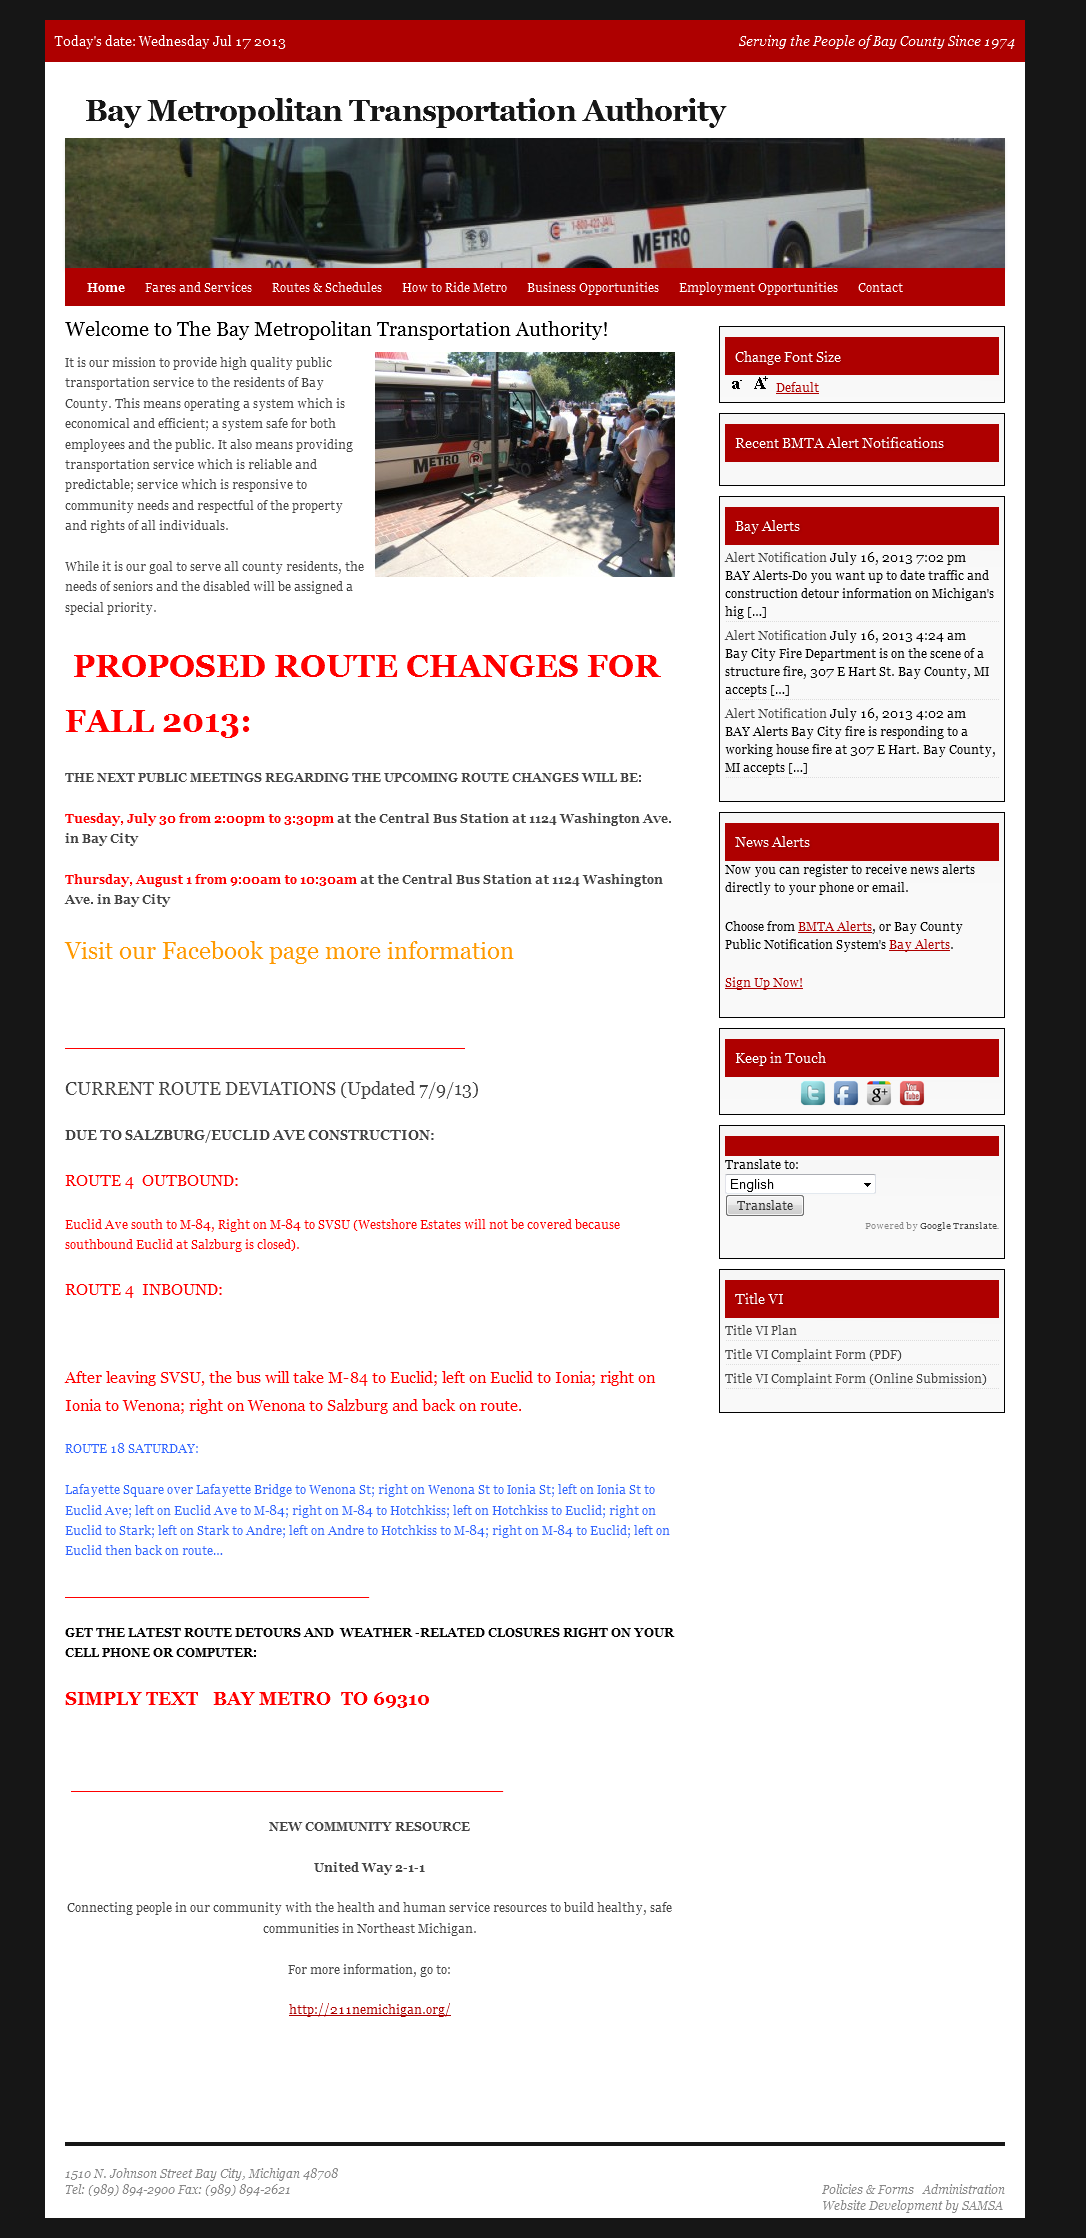 Today's date: Wednesday Jul 17 2013
Serving the People of Bay County Since 1974
Bay Metropolitan Transportation Authority
1-800-422-JAIL
METRO
Home
Fares and Services
Routes & Schedules
How to Ride Metro
Business Opportunities
Employment Opportunities
Contact
Welcome to The Bay Metropolitan Transportation Authority!
It is our mission to provide high quality public
transportation service to the residents of Bay
County. This means operating a system which is
economical and efficient; a system safe for both
employees and the public. It also means providing
transportation service which is reliable and
predictable; service which is responsive to
community needs and respectful of the property
and rights of all individuals.
METRO
While it is our goal to serve all county residents, the
needs of seniors and the disabled will be assigned a
special priority.
PROPOSED ROUTE CHANGES FOR
FALL 2013:
THE NEXT PUBLIC MEETINGS REGARDING THE UPCOMING ROUTE CHANGES WILL BE:
Tuesday, July 30 from 2:00pm to 3:30pm at the Central Bus Station at 1124 Washington Ave.
in Bay City
Thursday, August 1 from 9:00am to 10:30am at the Central Bus Station at 1124 Washington
Ave. in Bay City
Visit our Facebook page more information
CURRENT ROUTE DEVIATIONS (Updated 7/9/13)
DUE TO SALZBURG/EUCLID AVE CONSTRUCTION:
ROUTE 4  OUTBOUND:
Euclid Ave south to M-84, Right on M-84 to SVSU (Westshore Estates will not be covered because
southbound Euclid at Salzburg is closed).
ROUTE 4  INBOUND:
After leaving SVSU, the bus will take M-84 to Euclid; left on Euclid to Ionia; right on
Ionia to Wenona; right on Wenona to Salzburg and back on route.
ROUTE 18 SATURDAY:
Lafayette Square over Lafayette Bridge to Wenona St; right on Wenona St to Ionia St; left on Ionia St to
Euclid Ave; left on Euclid Ave to M-84; right on M-84 to Hotchkiss; left on Hotchkiss to Euclid; right on
Euclid to Stark; left on Stark to Andre; left on Andre to Hotchkiss to M-84; right on M-84 to Euclid; left on
Euclid then back on route...
GET THE LATEST ROUTE DETOURS AND  WEATHER -RELATED CLOSURES RIGHT ON YOUR
CELL PHONE OR COMPUTER:
SIMPLY TEXT   BAY METRO  TO 69310
NEW COMMUNITY RESOURCE
United Way 2-1-1
Connecting people in our community with the health and human service resources to build healthy, safe
communities in Northeast Michigan.
For more information, go to:
http://211nemichigan.org/
Change Font Size
a- A+ Default
Recent BMTA Alert Notifications
Bay Alerts
Alert Notification July 16, 2013 7:02 pm
BAY Alerts-Do you want up to date traffic and
construction detour information on Michigan's
hig [...]
Alert Notification July 16, 2013 4:24 am
Bay City Fire Department is on the scene of a
structure fire, 307 E Hart St. Bay County, MI
accepts [...]
Alert Notification July 16, 2013 4:02 am
BAY Alerts Bay City fire is responding to a
working house fire at 307 E Hart. Bay County,
MI accepts [...]
News Alerts
Now you can register to receive news alerts
directly to your phone or email.
Choose from BMTA Alerts, or Bay County
Public Notification System's Bay Alerts.
Sign Up Now!
Keep in Touch
t f g+ You Tube
Translate to:
English
Translate
Powered by Google Translate.
Title VI
Title VI Plan
Title VI Complaint Form (PDF)
Title VI Complaint Form (Online Submission)
1510 N. Johnson Street Bay City, Michigan 48708
Tel: (989) 894-2900 Fax: (989) 894-2621
Policies & Forms   Administration
Website Development by SAMSA